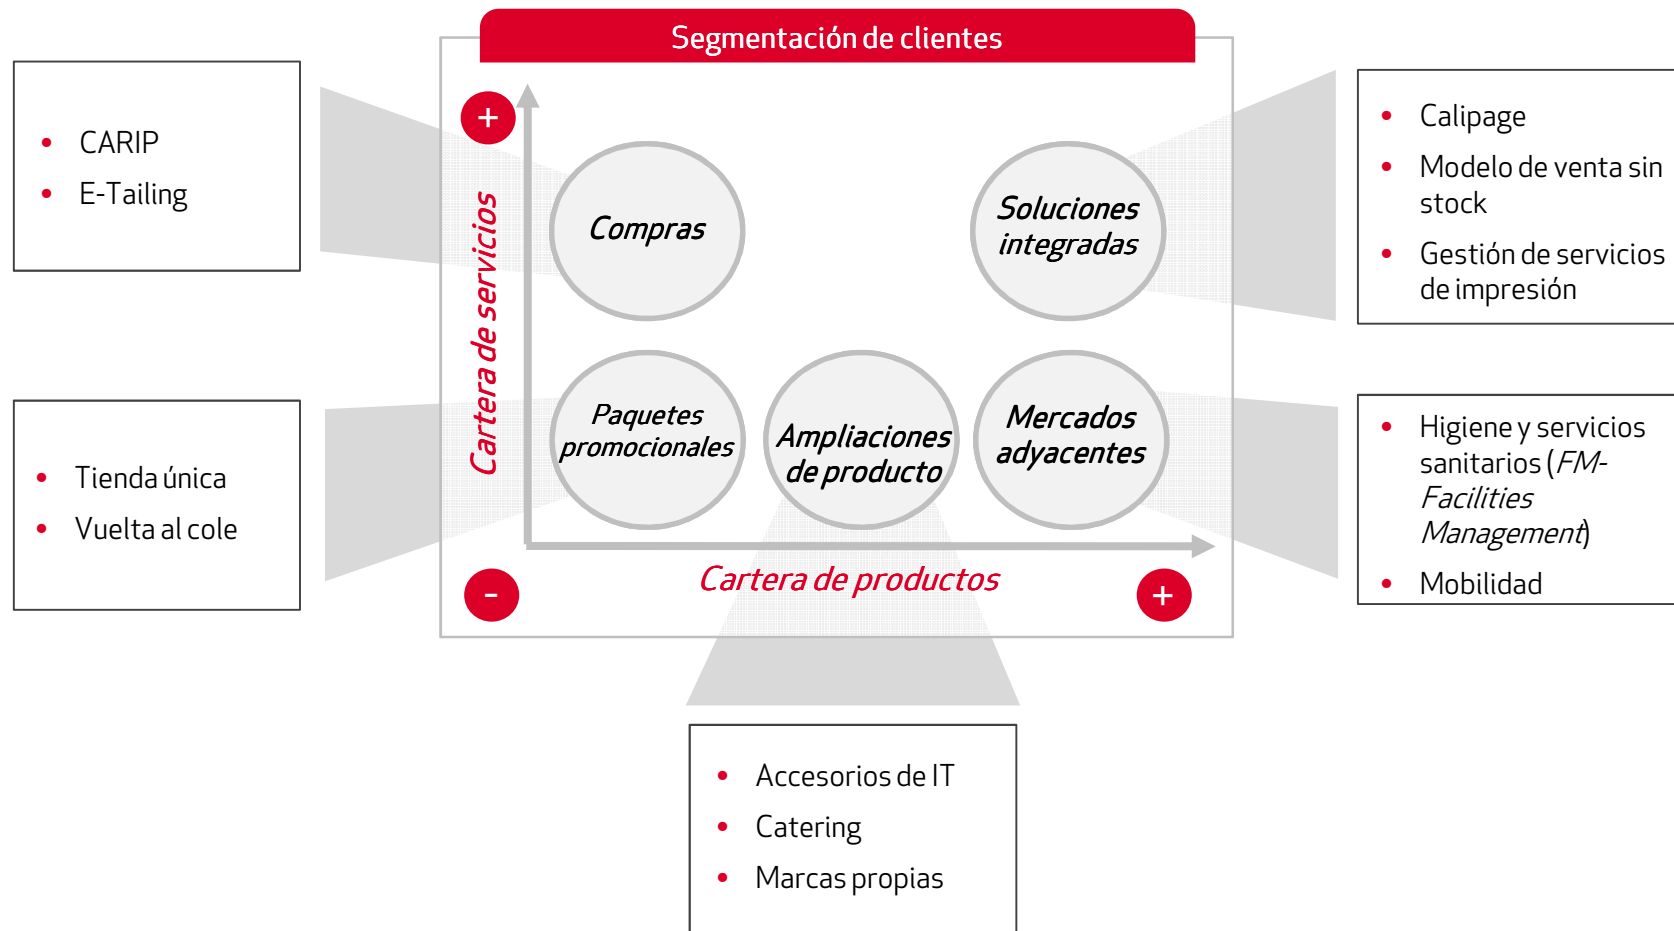 Segmentación de clientes
• CARIP
• E-Tailing
+
Cartera de servicios
Compras
Soluciones
integradas
• Calipage
• Modelo de venta sin
stock
• Gestión de servicios
de impresión
• Tienda única
• Vuelta al cole
Paquetes
promocionales
Ampliaciones
de producto
Mercados
adyacentes
• Higiene y servicios
sanitarios (FM-
Facilities
Management)
• Mobilidad
-
Cartera de productos
+
• Accesorios de IT
• Catering
• Marcas propias